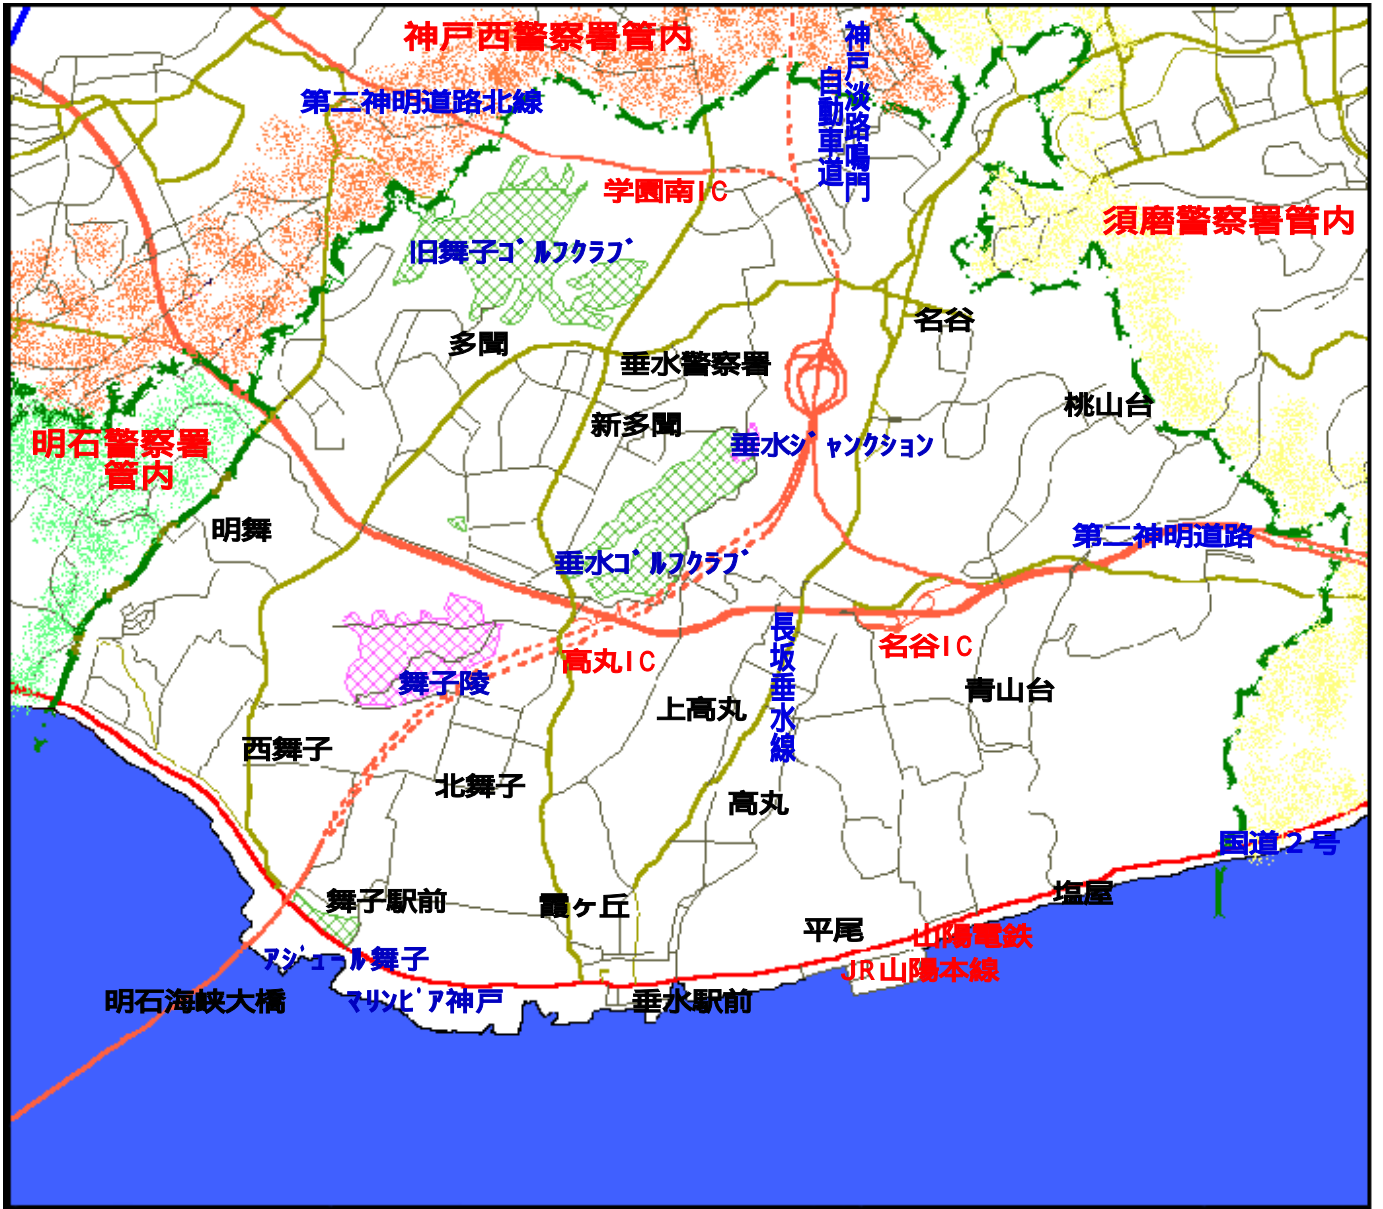 神戸西警察署管内
神戸淡路鳴門
自動車道
第二神明道路北線
学園南IC
須磨警察署管内
旧舞子ｺﾞﾙﾌｸﾗﾌﾞ
名谷
多聞
垂水警察署
桃山台
新多聞
明石警察署
管内
垂水ｼﾞｬﾝｸｼｮﾝ
明舞
第二神明道路
垂水ｺﾞﾙﾌｸﾗﾌﾞ
長坂垂水線
名谷IC
高丸IC
舞子陵
青山台
上高丸
西舞子
北舞子
高丸
国道２号
塩屋
舞子駅前
霞ヶ丘
平尾
山陽電鉄
ｱｼﾞｭｰﾙ舞子
JR山陽本線
明石海峡大橋
ﾏﾘﾝﾋﾟｱ神戸
垂水駅前